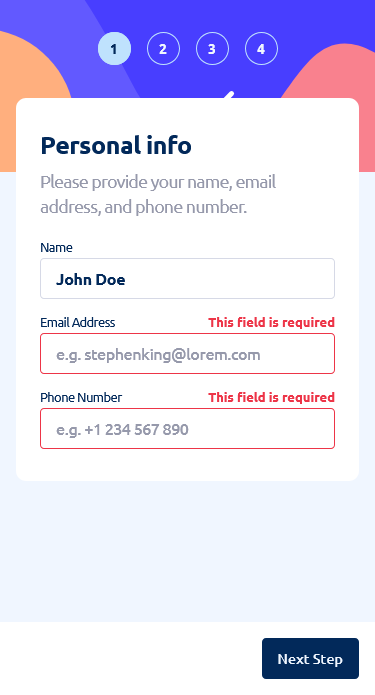 1 2 3 4
Personal info
Please provide your name, email
address, and phone number.
Name
John Doe
Email Address This field is required
e.g. stephenking@lorem.com
Phone Number This field is required
e.g. +1 234 567 890
Next Step